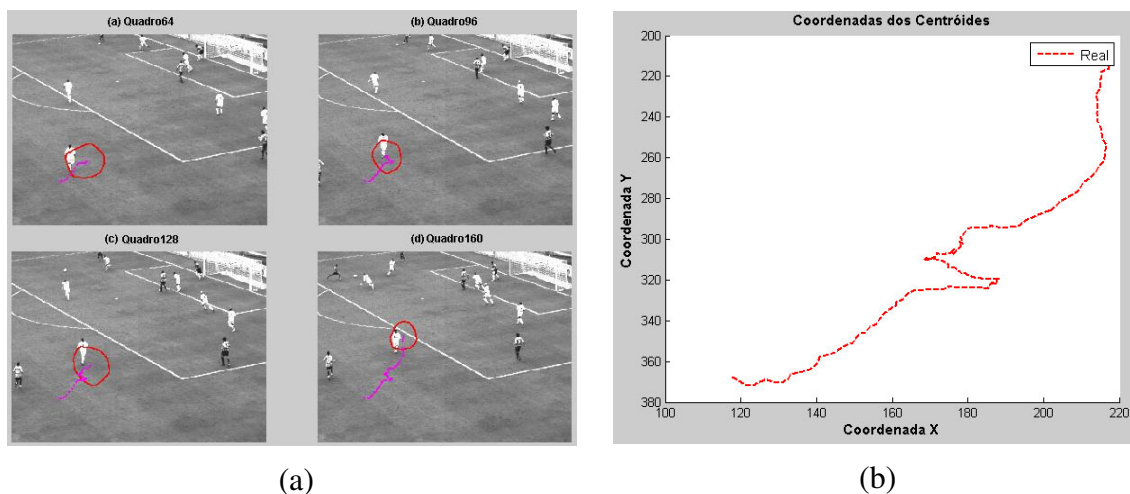 (a) Quadro64
(b) Quadro96
(c) Quadro128
(d) Quadro160
(a)
Coordenadas dos Centróides
Real
Coordenada Y
200
220
240
260
280
300
320
340
360
380
100
120
140
160
180
200
220
Coordenada X
(b)